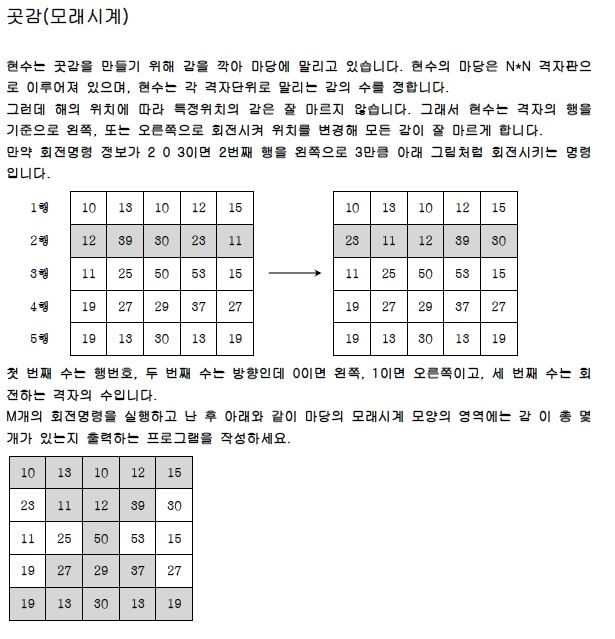 곳감(모래시계)
현수는 곳감을 만들기 위해 감을 깍아 마당에 말리고 있습니다. 현수의 마당은 N*N 격자판으
로 이루어져 있으며, 현수는 각 격자단위로 말리는 감의 수를 정합니다.
그런데 해의 위치에 따라 특정위치의 감은 잘 마르지 않습니다. 그래서 현수는 격자의 행을
기준으로 왼쪽, 또는 오른쪽으로 회전시켜 위치를 변경해 모든 감이 잘 마르게 합니다.
만약 회전명령 정보가 2 0 3이면 2번째 행을 왼쪽으로 3만큼 아래 그림처럼 회전시키는 명령
입니다.
1행 10 13 10 12 15 10 13 10 12 15
2행 12 39 30 23 11 23 11 12 39 30
3행 11 25 50 53 15 11 25 50 53 15
4행 19 27 29 37 27 19 27 29 37 27
5행 19 13 30 13 19 19 13 30 13 19
첫 번째 수는 행번호, 두 번째 수는 방향인데 0이면 왼쪽, 1이면 오른쪽이고, 세 번째 수는 회
전하는 격자의 수입니다.
M개의 회전명령을 실행하고 난 후 아래와 같이 마당의 모래시계 모양의 영역에는 감 이 총 몇
개가 있는지 출력하는 프로그램을 작성하세요.
10 13 10 12 15
23 11 12 39 30
11 25 50 53 15
19 27 29 37 27
19 13 30 13 19